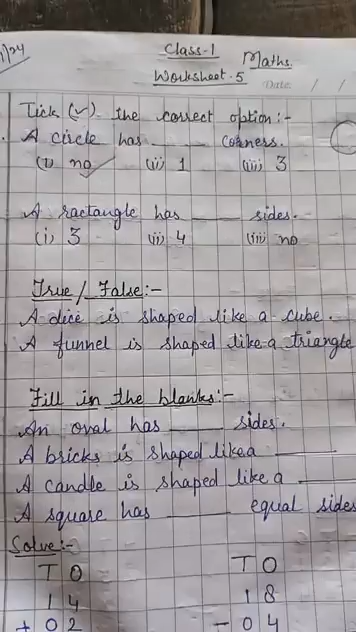 1/24
Class-1 Maths
Worksheet-5
Date / /
Tick (✓) the correct option:-
A circle has ____ corners.
(i) no ✓ (ii) 1 (iii) 3
A ractangle has ____ sides.
(i) 3 (ii) 4 (iii) no
True/False:-
A dice is shaped like a cube.
A funnel is shaped like a triangle
Fill in the blanks:-
An oval has ____ sides.
A bricks is shaped like a ____
A candle is shaped like a ____
A square has ____ equal sides
Solve:-
T O T O
1 4 1 8
+ 0 2 - 0 4